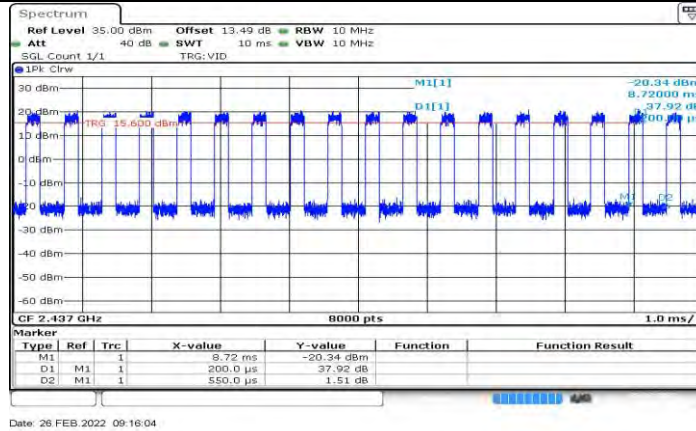 Spectrum
Ref Level 35.00 dBm Offset 13.49 dB RBW 10 MHz
Att 40 dB SWT 10 ms VBW 10 MHz
SGL Count 1/1 TRG:VID
1Pk Clrw
M1[1] -20.34 dBm
30 dBm 8.72000 ms
D1[1] 37.92 dB
20 dBm
TRG 15.600 dBm
10 dBm
0 dBm
-10 dBm
M1 D2
-30 dBm
-40 dBm
-50 dBm
-60 dBm
CF 2.437 GHz 8000 pts 1.0 ms/
Marker
Type Ref Trc X-value Y-value Function Function Result
M1 1 8.72 ms -20.34 dBm
D1 M1 1 200.0 µs 37.92 dB
D2 M1 1 550.0 µs 1.51 dB
Date: 26.FEB.2022 09:16:04